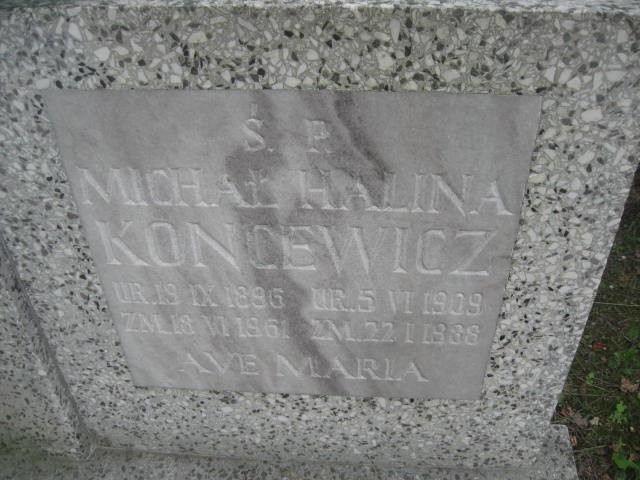 Ś. P.
MICHAŁ HALINA
KONCEWICZ
UR. 19 IX 1896 UR. 5 VI 1909
ZM. 18 VI 1961 ZM. 22 I 1988
AVE MARIA